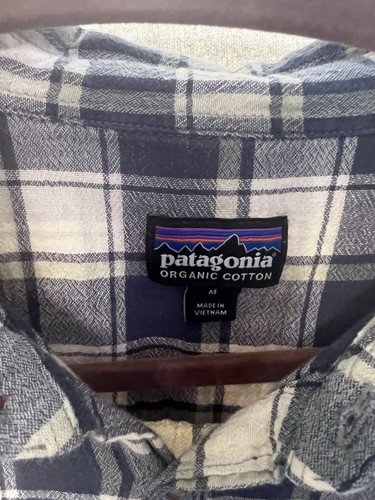 patagonia
ORGANIC COTTON
M
MADE IN
VIETNAM